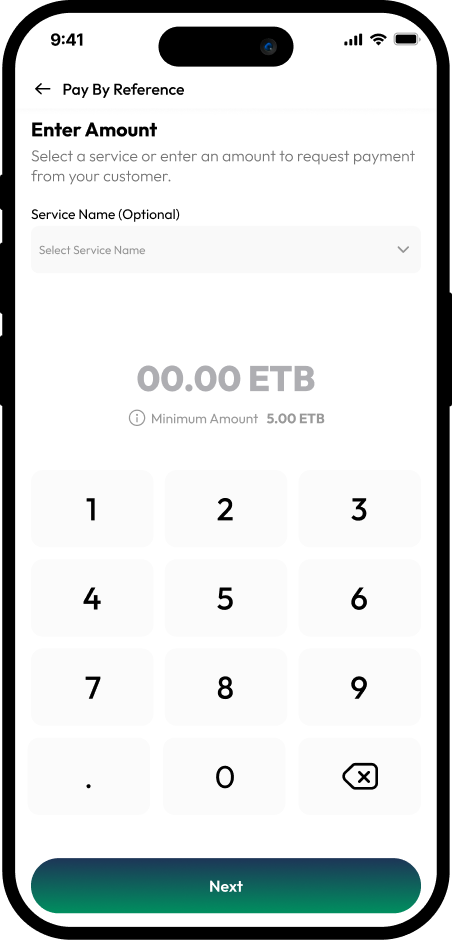 9:41
Pay By Reference
Enter Amount
Select a service or enter an amount to request payment
from your customer.
Service Name (Optional)
Select Service Name
00.00 ETB
Minimum Amount 5.00 ETB
1 2 3
4 5 6
7 8 9
. 0
Next